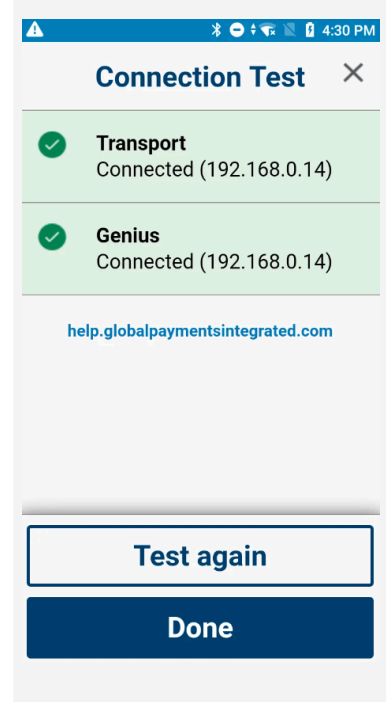 4:30 PM
Connection Test
Transport
Connected (192.168.0.14)
Genius
Connected (192.168.0.14)
help.globalpaymentsintegrated.com
Test again
Done